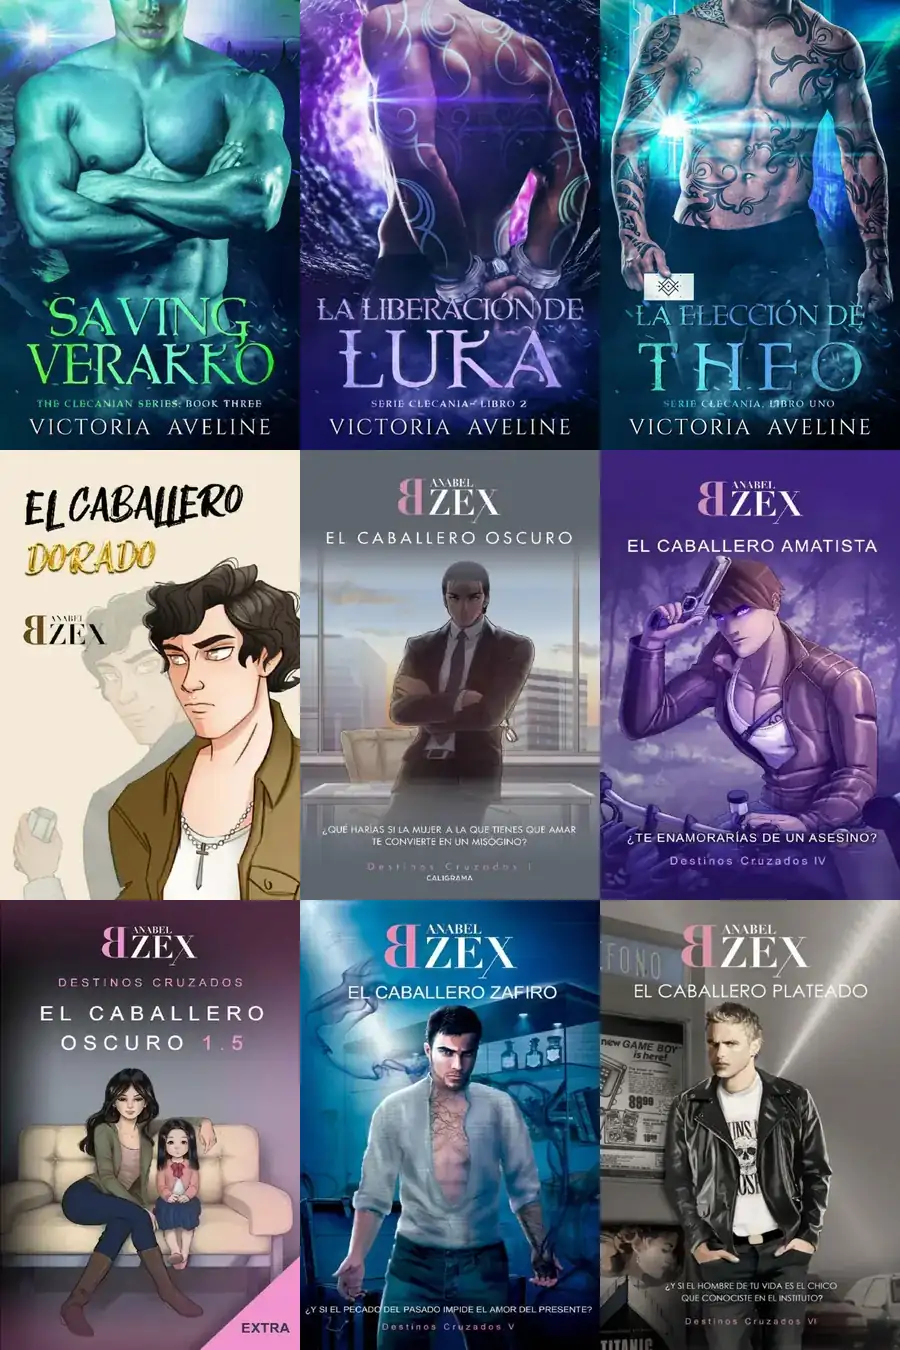 SAVING
VERAKKO
THE CLECANIAN SERIES: BOOK THREE
VICTORIA AVELINE
LA LIBERACIÓN DE
LUKA
SERIE CLECANIA- LIBRO 2
VICTORIA AVELINE
LA ELECCIÓN DE
THEO
SERIE CLECANIA, LIBRO UNO
VICTORIA AVELINE
EL CABALLERO
DORADO
ANABEL
BZEX
ANABEL
BZEX
EL CABALLERO OSCURO
¿QUÉ HARÍAS SI LA MUJER A LA QUE TIENES QUE AMAR
TE CONVIERTE EN UN MISÓGINO?
Destinos Cruzados I
CALIGRAMA
ANABEL
BZEX
EL CABALLERO AMATISTA
¿TE ENAMORARÍAS DE UN ASESINO?
Destinos Cruzados IV
ANABEL
BZEX
DESTINOS CRUZADOS
EL CABALLERO
OSCURO 1.5
EXTRA
ANABEL
BZEX
EL CABALLERO ZAFIRO
¿Y SI EL PECADO DEL PASADO IMPIDE EL AMOR DEL PRESENTE?
Destinos Cruzados V
ANABEL
BZEX
EL CABALLERO PLATEADO
FONO
new GAME BOY
is here!
8999
UNS
OSE
¿Y SI EL HOMBRE DE TU VIDA ES EL CHICO
QUE CONOCISTE EN EL INSTITUTO?
Destinos Cruzados VI
TITANIC